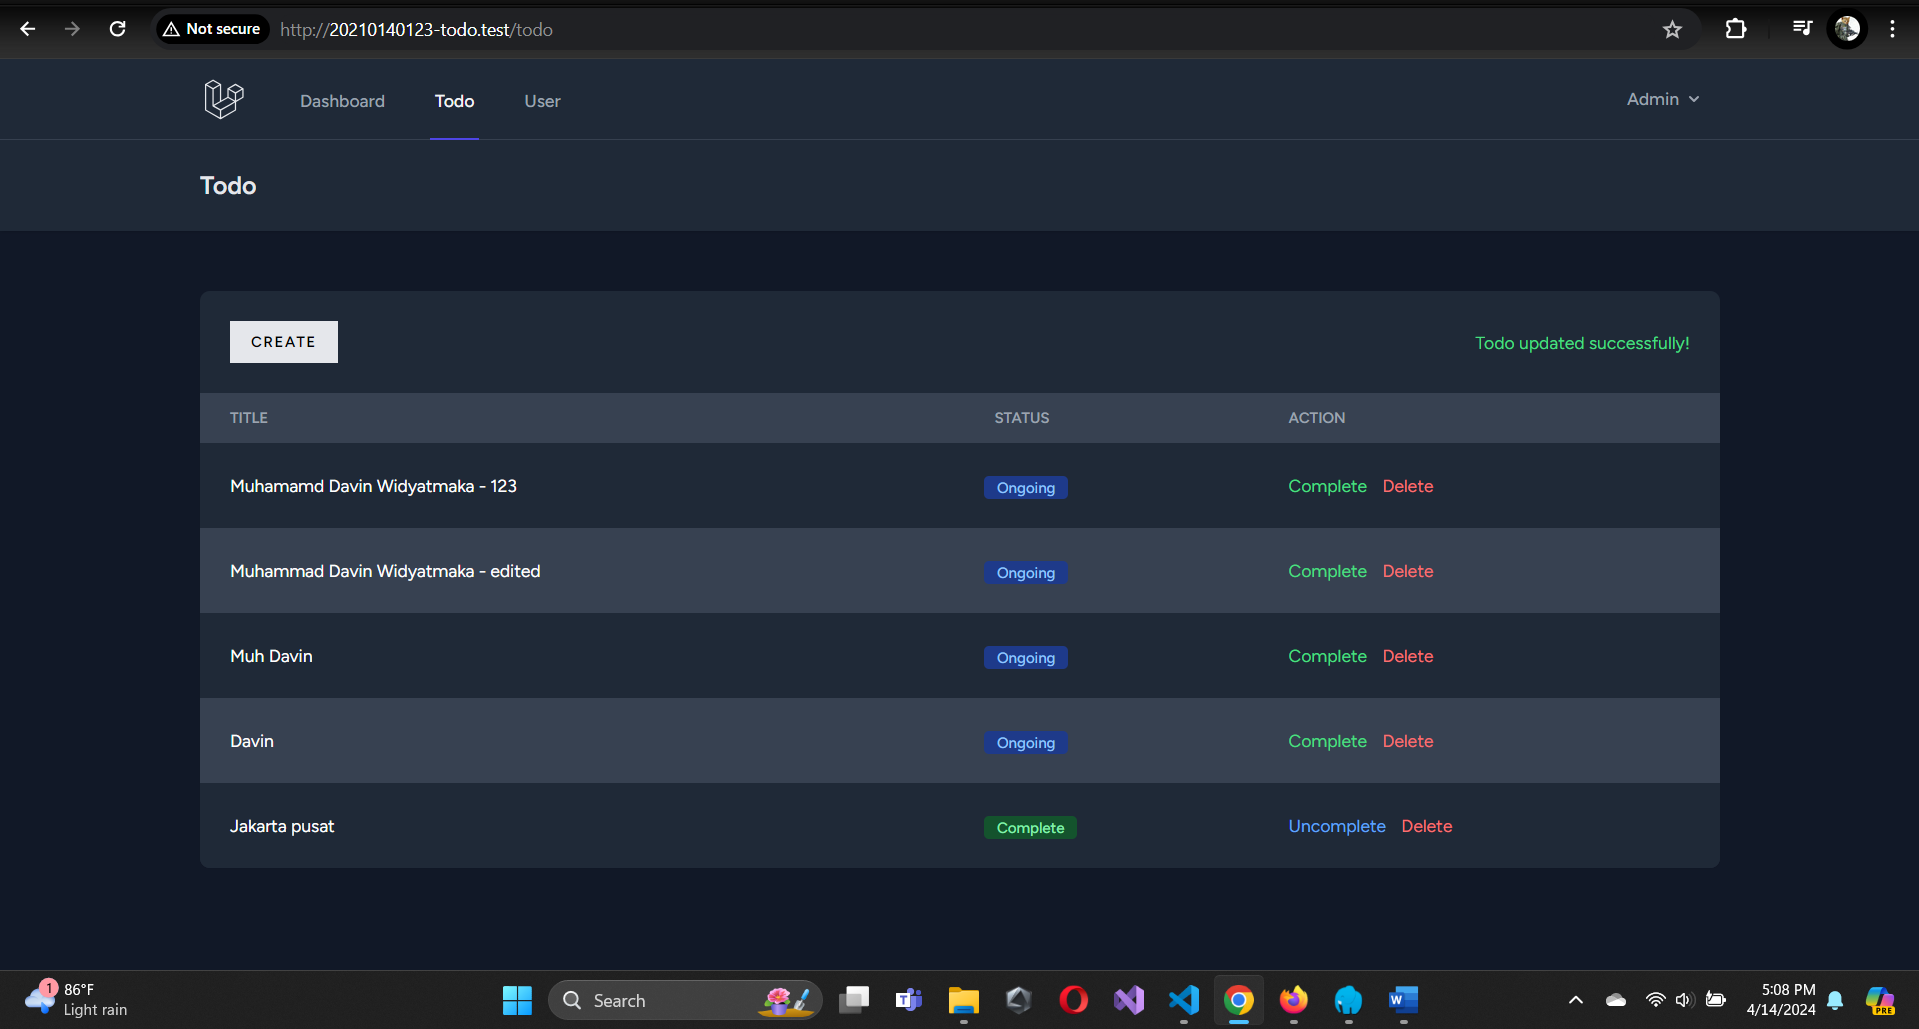 Not secure http://20210140123-todo.test/todo
Dashboard Todo User Admin
Todo
CREATE Todo updated successfully!
TITLE STATUS ACTION
Muhamamd Davin Widyatmaka - 123 Ongoing Complete Delete
Muhammad Davin Widyatmaka - edited Ongoing Complete Delete
Muh Davin Ongoing Complete Delete
Davin Ongoing Complete Delete
Jakarta pusat Complete Uncomplete Delete
1 86°F
Light rain
Search
T
W
5:08 PM
4/14/2024
PRE